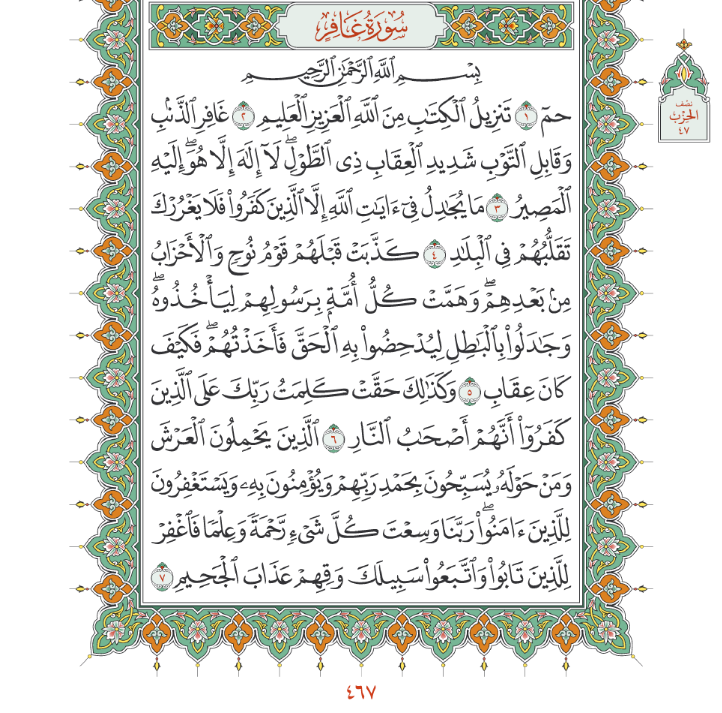 سُورَةُ غَافِرٍ
بِسۡمِ ٱللَّهِ ٱلرَّحۡمَٰنِ ٱلرَّحِيمِ
حمٓ ١ تَنزِيلُ ٱلۡكِتَٰبِ مِنَ ٱللَّهِ ٱلۡعَزِيزِ ٱلۡعَلِيمِ ٢ غَافِرِ ٱلذَّنۢبِ
وَقَابِلِ ٱلتَّوۡبِ شَدِيدِ ٱلۡعِقَابِ ذِي ٱلطَّوۡلِۖ لَآ إِلَٰهَ إِلَّا هُوَۖ إِلَيۡهِ
ٱلۡمَصِيرُ ٣ مَا يُجَٰدِلُ فِيٓ ءَايَٰتِ ٱللَّهِ إِلَّا ٱلَّذِينَ كَفَرُواْ فَلَا يَغۡرُرۡكَ
تَقَلُّبُهُمۡ فِي ٱلۡبِلَٰدِ ٤ كَذَّبَتۡ قَبۡلَهُمۡ قَوۡمُ نُوحٖ وَٱلۡأَحۡزَابُ
مِنۢ بَعۡدِهِمۡۖ وَهَمَّتۡ كُلُّ أُمَّةِۭ بِرَسُولِهِمۡ لِيَأۡخُذُوهُۖ
وَجَٰدَلُواْ بِٱلۡبَٰطِلِ لِيُدۡحِضُواْ بِهِ ٱلۡحَقَّ فَأَخَذۡتُهُمۡۖ فَكَيۡفَ
كَانَ عِقَابِ ٥ وَكَذَٰلِكَ حَقَّتۡ كَلِمَتُ رَبِّكَ عَلَى ٱلَّذِينَ
كَفَرُوٓاْ أَنَّهُمۡ أَصۡحَٰبُ ٱلنَّارِ ٦ ٱلَّذِينَ يَحۡمِلُونَ ٱلۡعَرۡشَ
وَمَنۡ حَوۡلَهُۥ يُسَبِّحُونَ بِحَمۡدِ رَبِّهِمۡ وَيُؤۡمِنُونَ بِهِۦ وَيَسۡتَغۡفِرُونَ
لِلَّذِينَ ءَامَنُواْۖ رَبَّنَا وَسِعۡتَ كُلَّ شَيۡءٖ رَّحۡمَةٗ وَعِلۡمٗا فَٱغۡفِرۡ
لِلَّذِينَ تَابُواْ وَٱتَّبَعُواْ سَبِيلَكَ وَقِهِمۡ عَذَابَ ٱلۡجَحِيمِ ٧
نصف
الحزب
٤٧
٤٦٧